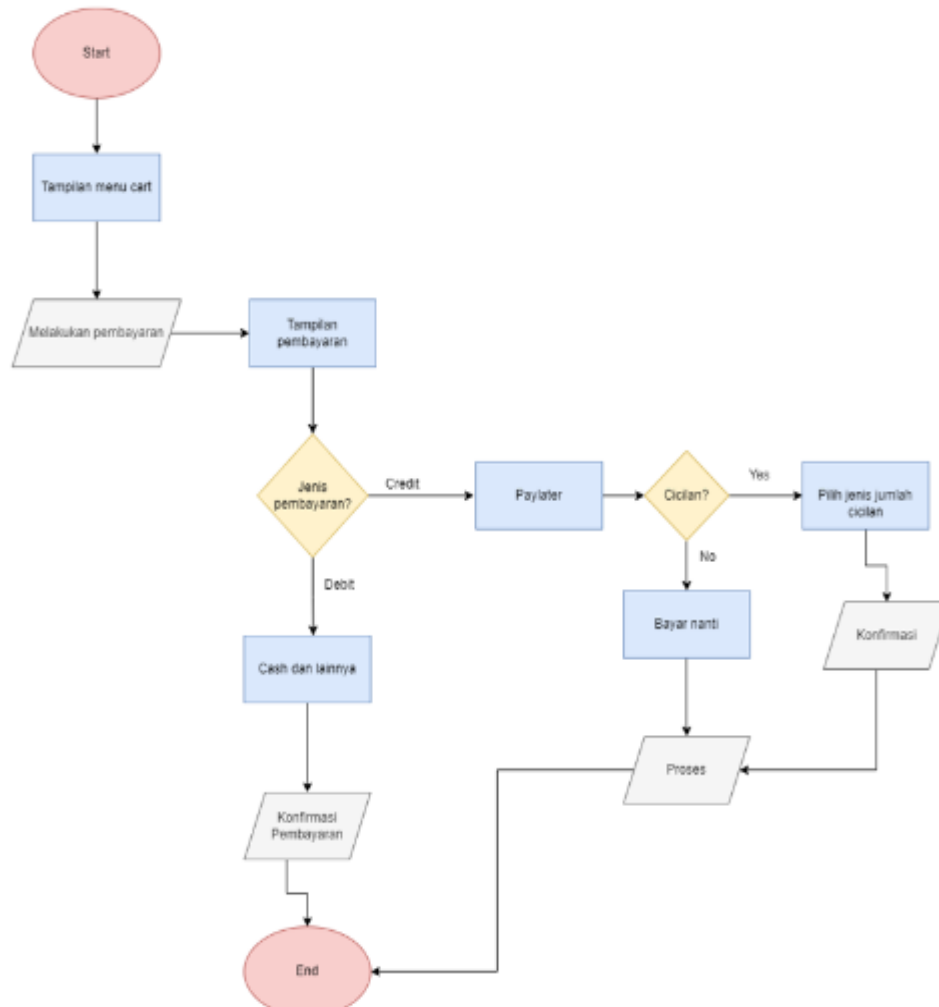 Start
Tampilan menu cart
Melakukan pembayaran
Tampilan
pembayaran
Jenis
pembayaran?
Credit
Paylater
Cicilan?
Yes
Pilih jenis jumlah
cicilan
No
Debit
Bayar nanti
Konfirmasi
Cash dan lainnya
Proses
Konfirmasi
Pembayaran
End